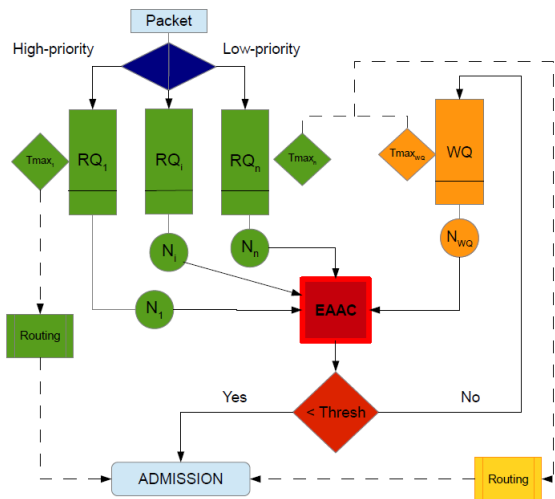 Packet
High-priority
Low-priority
RQ1
RQi
RQn
WQ
Tmax1
Tmaxn
TmaxWQ
Ni
Nn
NWQ
N1
EAAC
Routing
Yes
< Thresh
No
ADMISSION
Routing